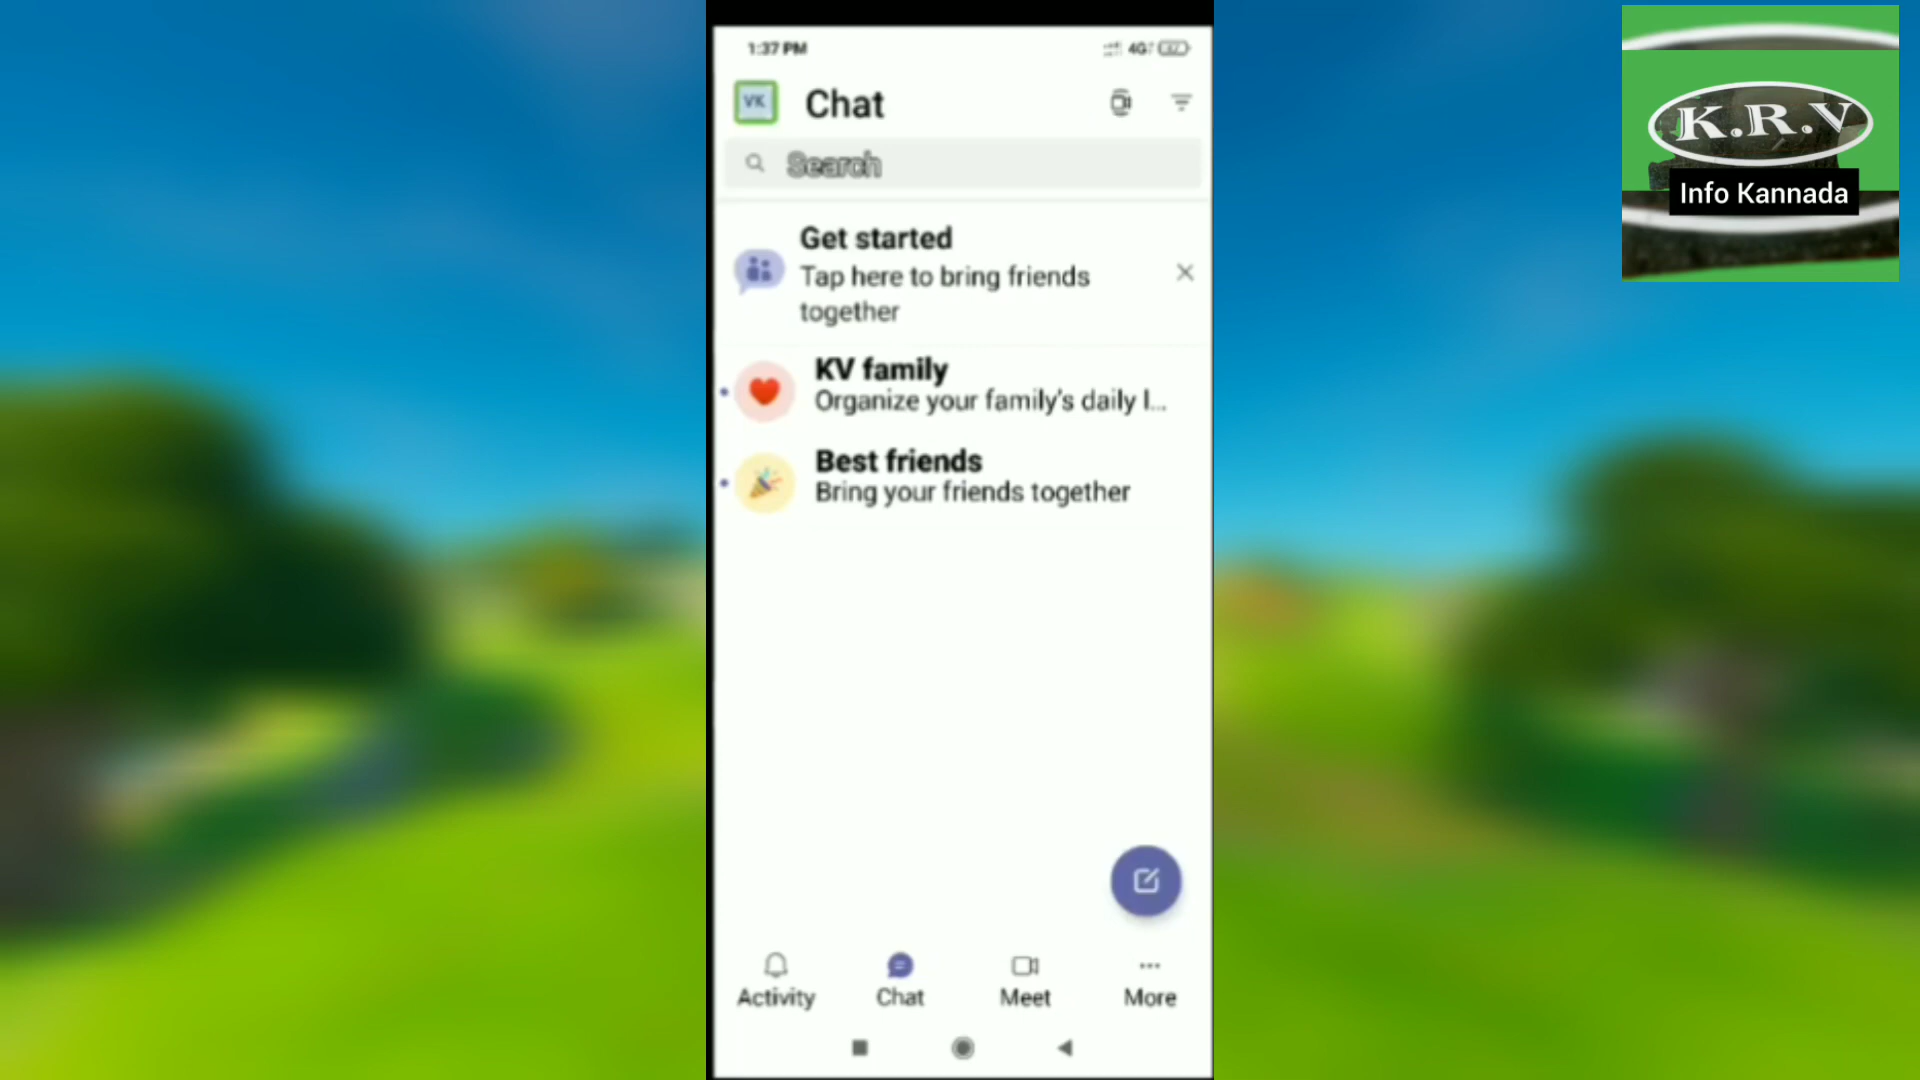 1:37 PM
4G
VK
Chat
Search
Get started
Tap here to bring friends
together
KV family
Organize your family's daily l...
Best friends
Bring your friends together
Activity
Chat
Meet
More
K.R.V
Info Kannada